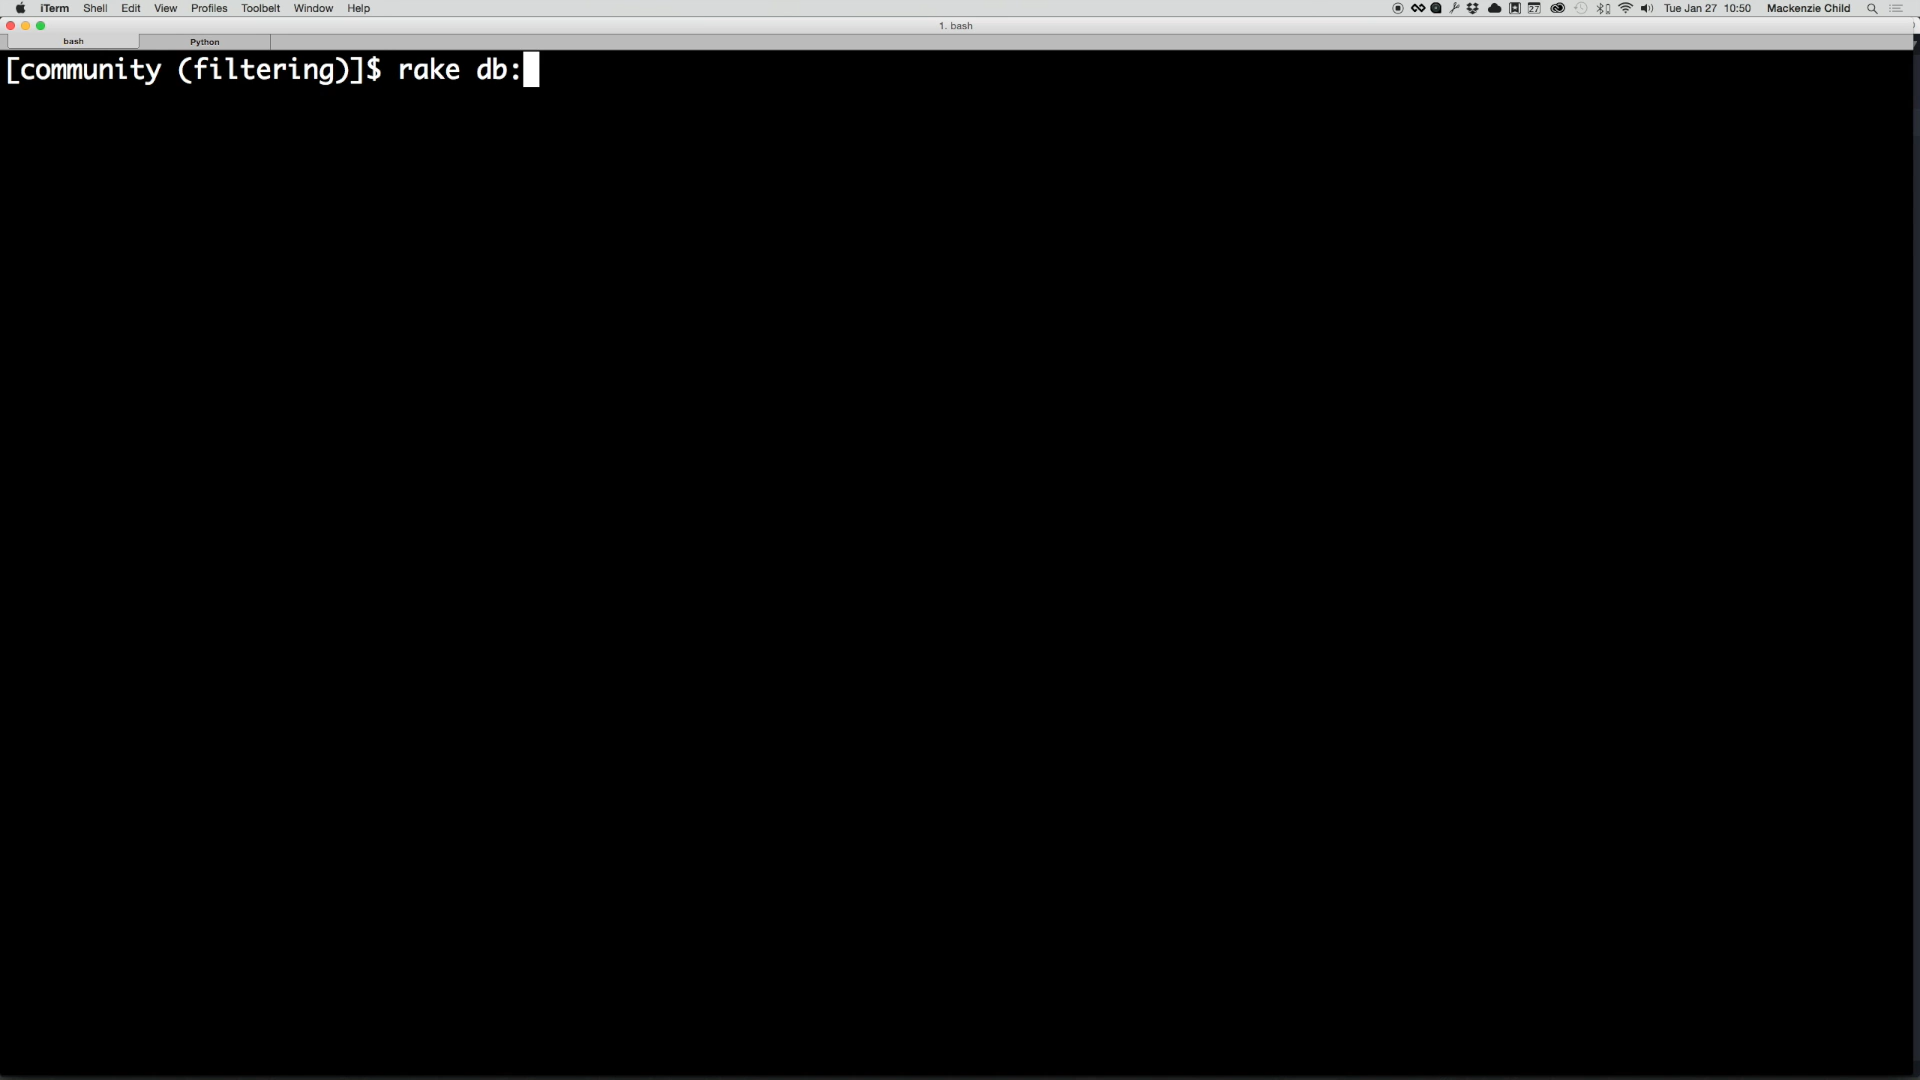 iTerm Shell Edit View Profiles Toolbelt Window Help 27 Tue Jan 27 10:50 Mackenzie Child
1. bash
bash Python
[community (filtering)]$ rake db: